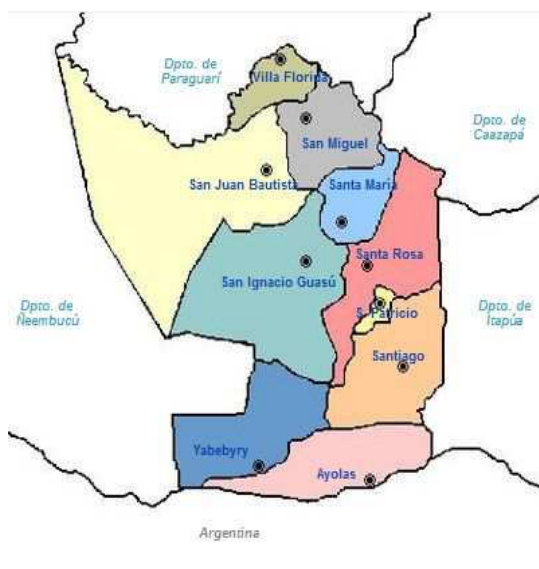 Dpto. de
Paraguarí
Villa Florida
Dpto. de
Caazapá
San Miguel
San Juan Bautista
Santa María
Santa Rosa
San Ignacio Guasú
Dpto. de
Ñeembucú
S. Patricio
Dpto. de
Itapúa
Santiago
Yabebyry
Ayolas
Argentina